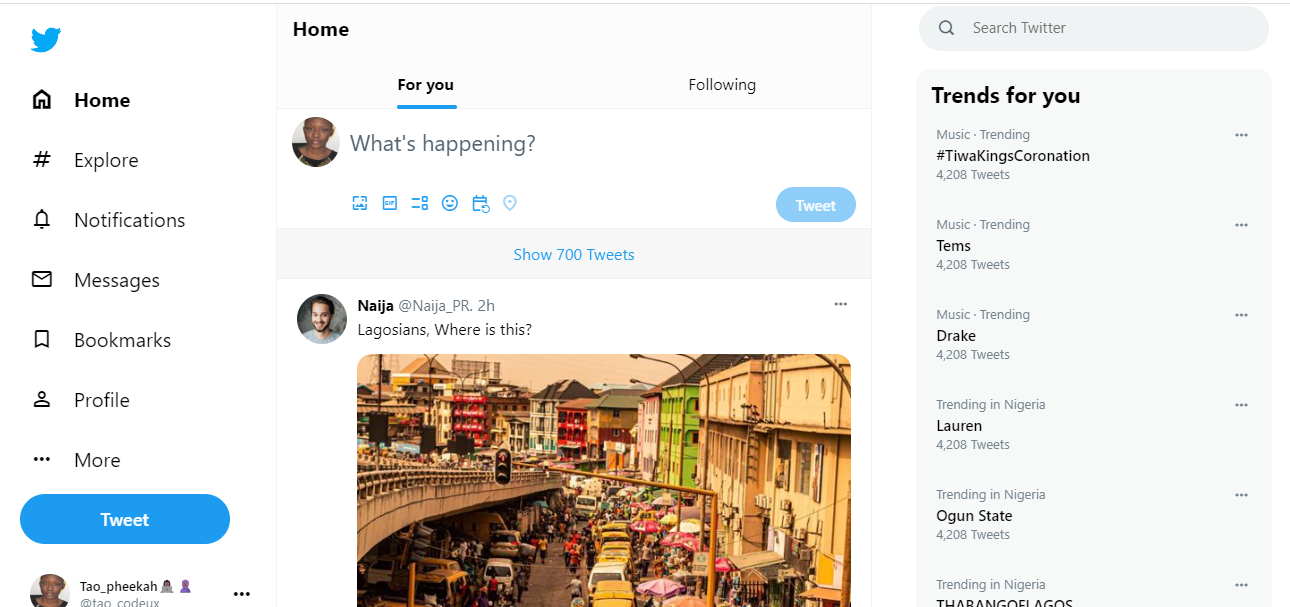 Home
Explore
Notifications
Messages
Bookmarks
Profile
More
Tweet
Tao_pheekah
@tao_codeux
Home
For you
Following
What's happening?
GIF
Tweet
Show 700 Tweets
Naija @Naija_PR. 2h
Lagosians, Where is this?
Search Twitter
Trends for you
Music · Trending
#TiwaKingsCoronation
4,208 Tweets
Music · Trending
Tems
4,208 Tweets
Music · Trending
Drake
4,208 Tweets
Trending in Nigeria
Lauren
4,208 Tweets
Trending in Nigeria
Ogun State
4,208 Tweets
Trending in Nigeria
THABANGOFLAGOS